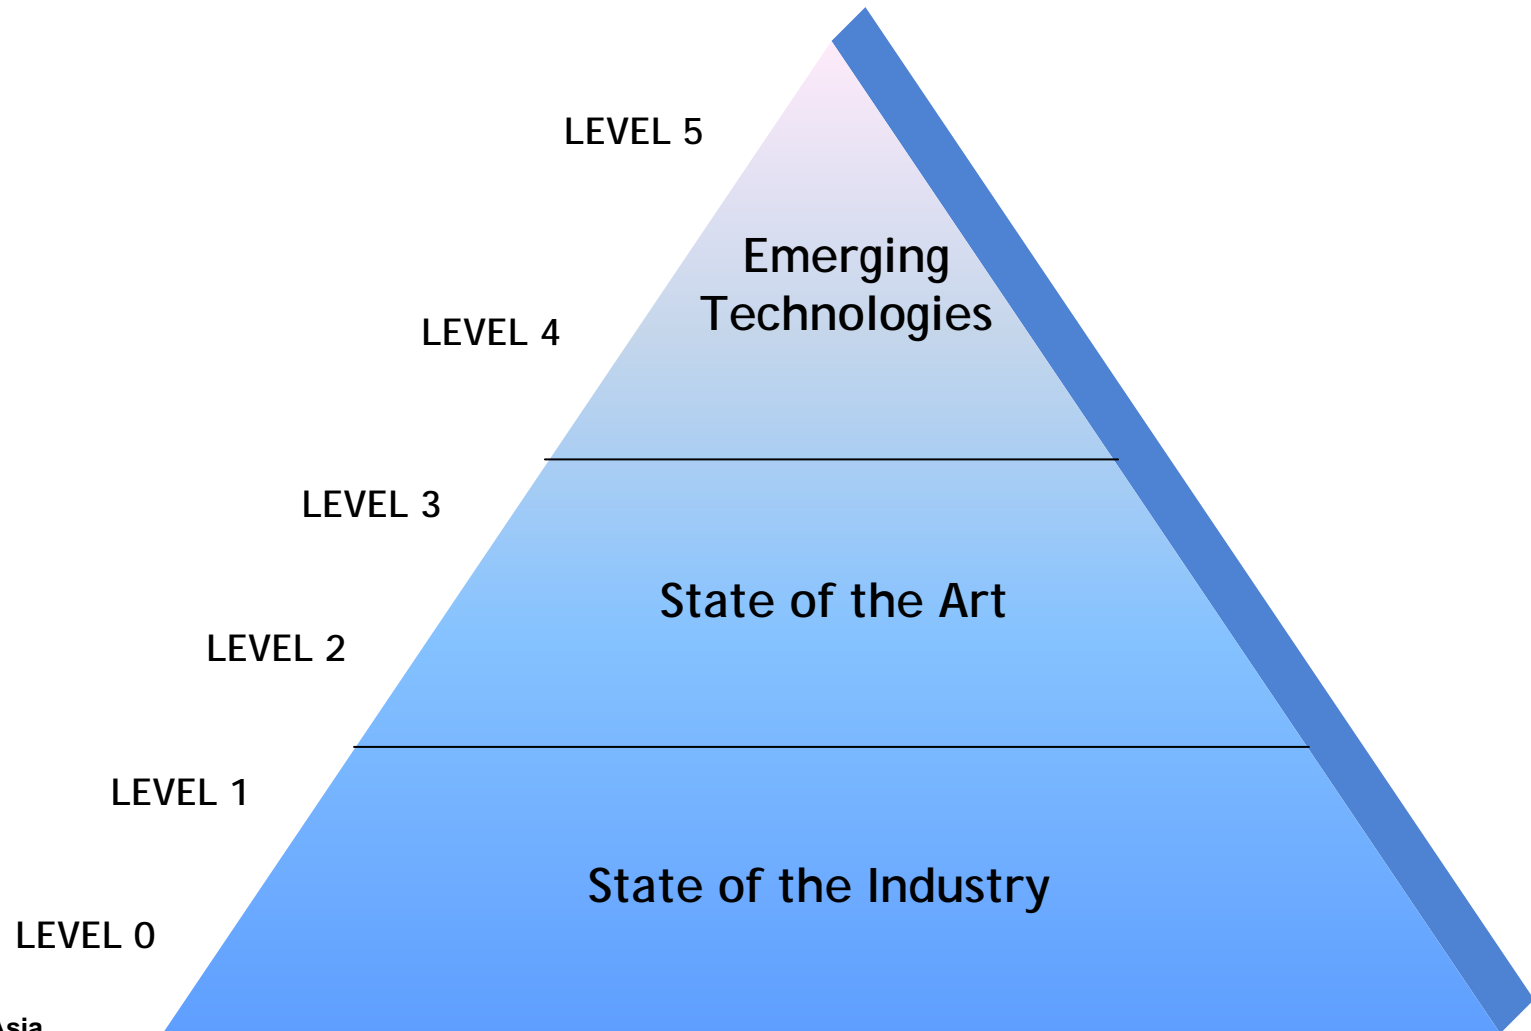 LEVEL 5
Emerging
Technologies
LEVEL 4
LEVEL 3
State of the Art
LEVEL 2
LEVEL 1
State of the Industry
LEVEL 0
Asia